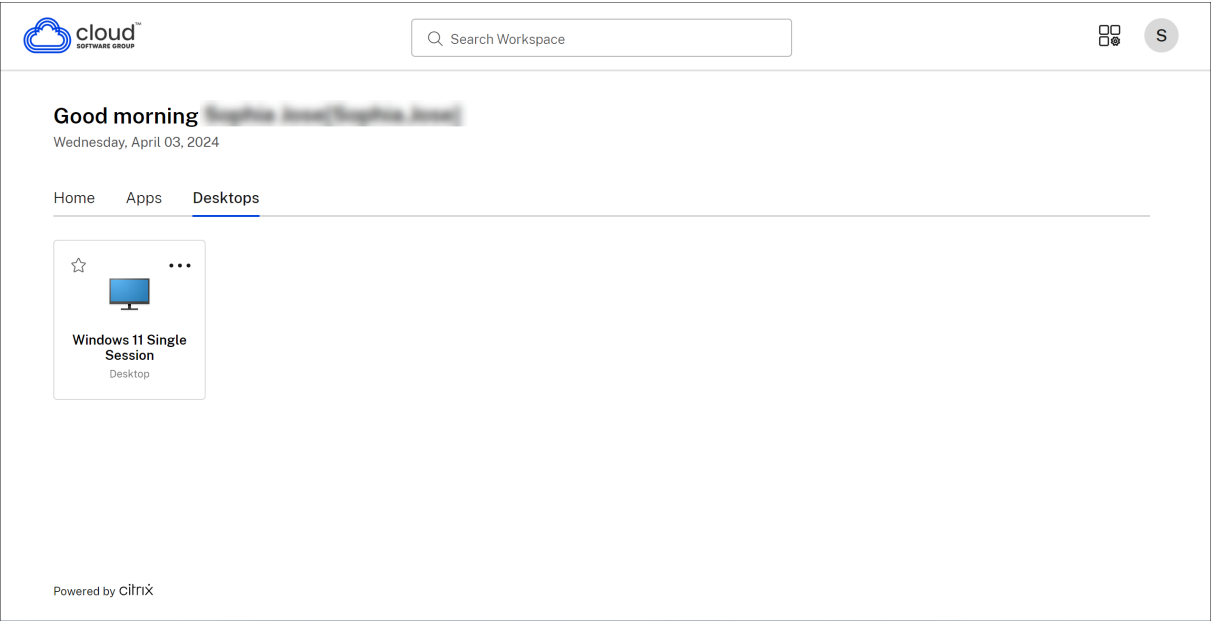 cloud™
SOFTWARE GROUP
Search Workspace
S
Good morning
Wednesday, April 03, 2024
Home Apps Desktops
Windows 11 Single
Session
Desktop
Powered by citrix